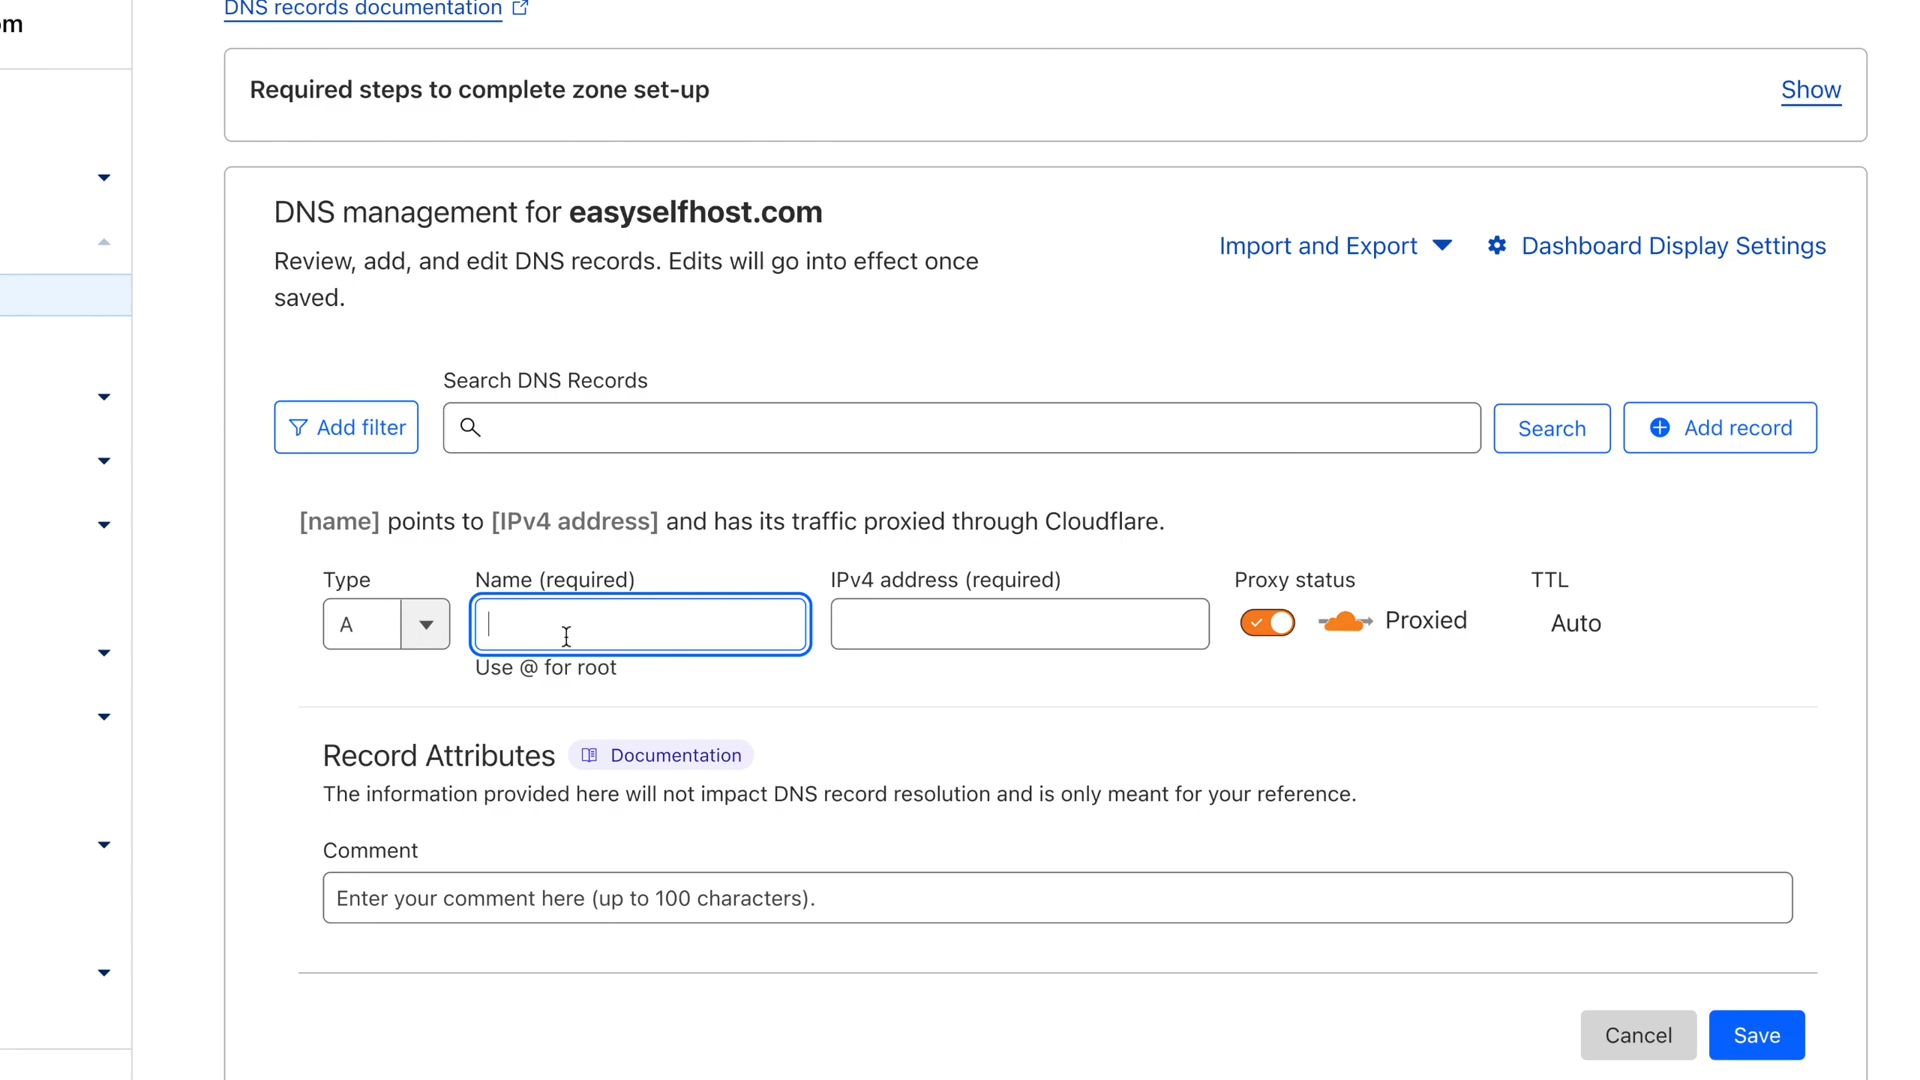 DNS records documentation
om
Required steps to complete zone set-up
Show
DNS management for easyselfhost.com
Review, add, and edit DNS records. Edits will go into effect once
saved.
Import and Export
Dashboard Display Settings
Search DNS Records
Add filter
Search
Add record
[name] points to [IPv4 address] and has its traffic proxied through Cloudflare.
Type
Name (required)
IPv4 address (required)
Proxy status
TTL
A
Proxied
Auto
Use @ for root
Record Attributes
Documentation
The information provided here will not impact DNS record resolution and is only meant for your reference.
Comment
Enter your comment here (up to 100 characters).
Cancel
Save